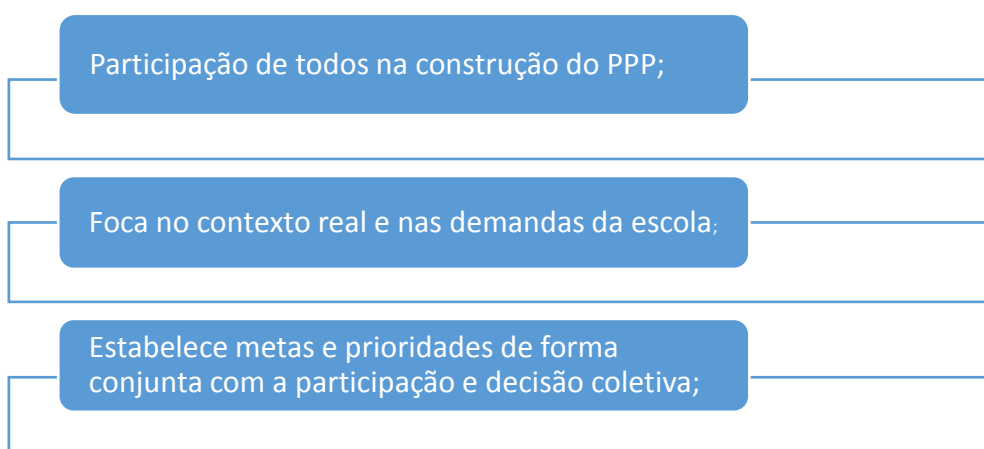 Participação de todos na construção do PPP;
Foca no contexto real e nas demandas da escola;
Estabelece metas e prioridades de forma
conjunta com a participação e decisão coletiva;